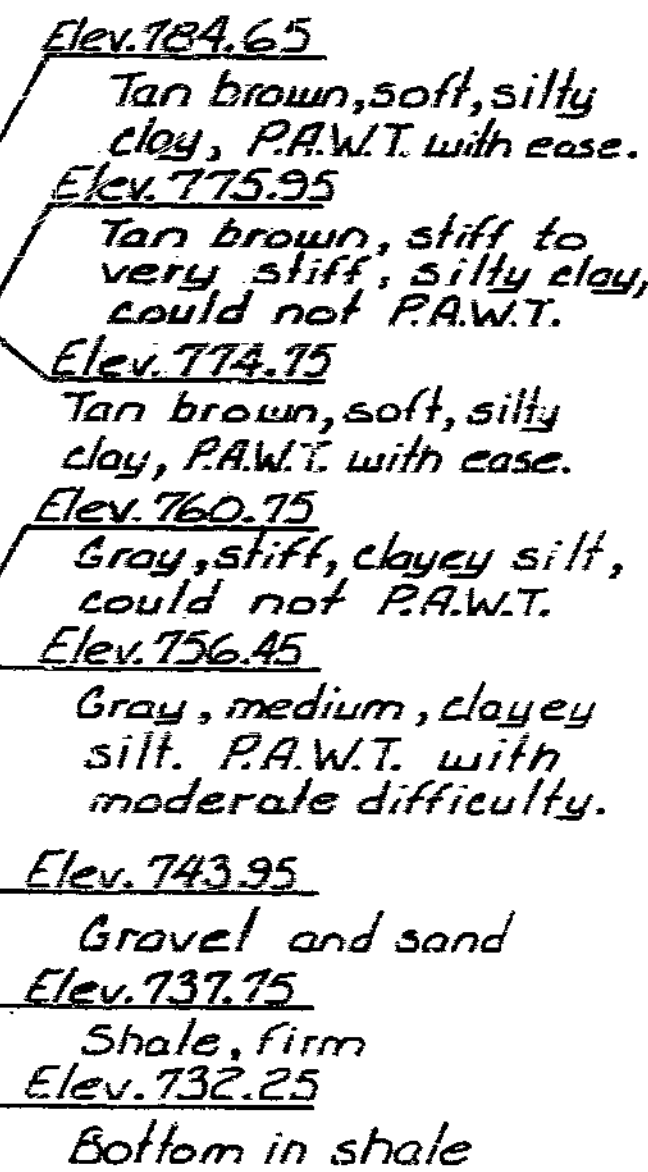 Elev. 784.65
Tan brown, soft, silty
clay, P.A.W.T. with ease.
Elev. 775.95
Tan brown, stiff to
very stiff, silty clay,
could not P.A.W.T.
Elev. 774.75
Tan brown, soft, silty
clay, P.A.W.T. with ease.
Elev. 760.75
Gray, stiff, clayey silt,
could not P.A.W.T.
Elev. 756.45
Gray, medium, clayey
silt. P.A.W.T. with
moderate difficulty.
Elev. 743.95
Gravel and sand
Elev. 737.75
Shale, firm
Elev. 732.25
Bottom in shale